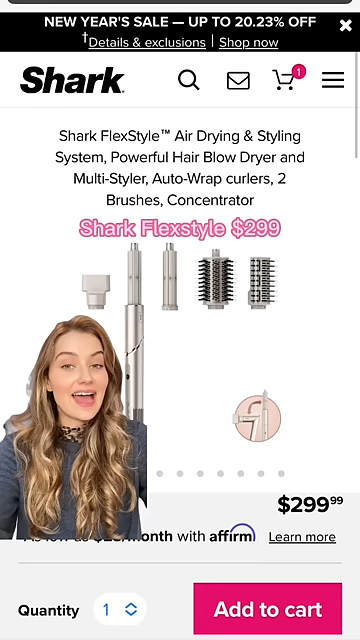 NEW YEAR'S SALE — UP TO 20.23% OFF
†Details & exclusions | Shop now
Shark
1
Shark FlexStyle™ Air Drying & Styling
System, Powerful Hair Blow Dryer and
Multi-Styler, Auto-Wrap curlers, 2
Brushes, Concentrator
Shark Flexstyle $299
$299⁹⁹
/month with affirm Learn more
Quantity 1 Add to cart